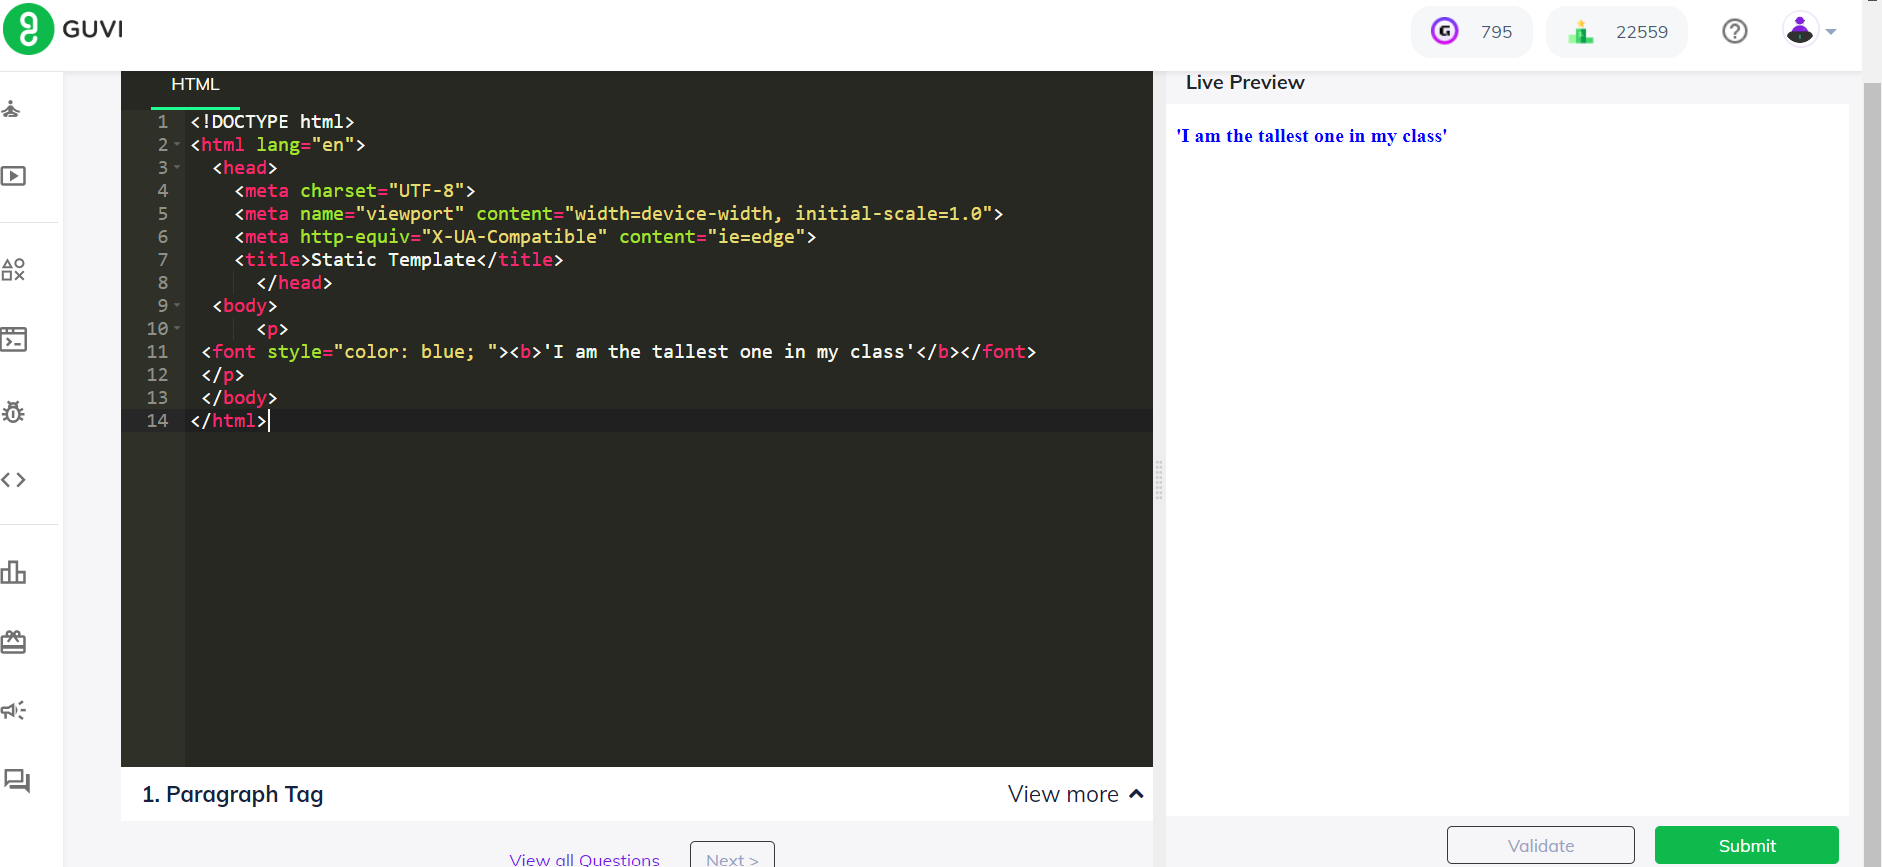 GUVI
G 795
22559
?
HTML
Live Preview
1 <!DOCTYPE html>
2 <html lang="en">
3 <head>
4 <meta charset="UTF-8">
5 <meta name="viewport" content="width=device-width, initial-scale=1.0">
6 <meta http-equiv="X-UA-Compatible" content="ie=edge">
7 <title>Static Template</title>
8 </head>
9 <body>
10 <p>
11 <font style="color: blue; "><b>'I am the tallest one in my class'</b></font>
12 </p>
13 </body>
14 </html>
'I am the tallest one in my class'
1. Paragraph Tag
View more
View all Questions
Next >
Validate
Submit